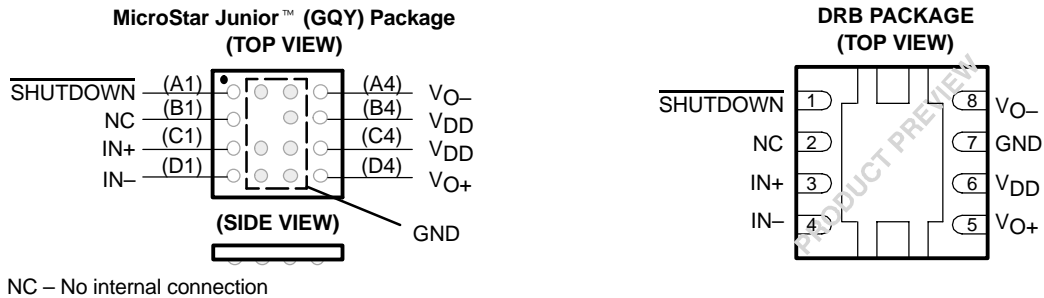 MicroStar Junior™ (GQY) Package
(TOP VIEW)
SHUTDOWN (A1) (A4) VO–
NC (B1) (B4) VDD
IN+ (C1) (C4) VDD
IN– (D1) (D4) VO+
(SIDE VIEW)
GND
NC – No internal connection
DRB PACKAGE
(TOP VIEW)
SHUTDOWN 1 8 VO–
NC 2 7 GND
IN+ 3 6 VDD
IN– 4 5 VO+
PRODUCT PREVIEW